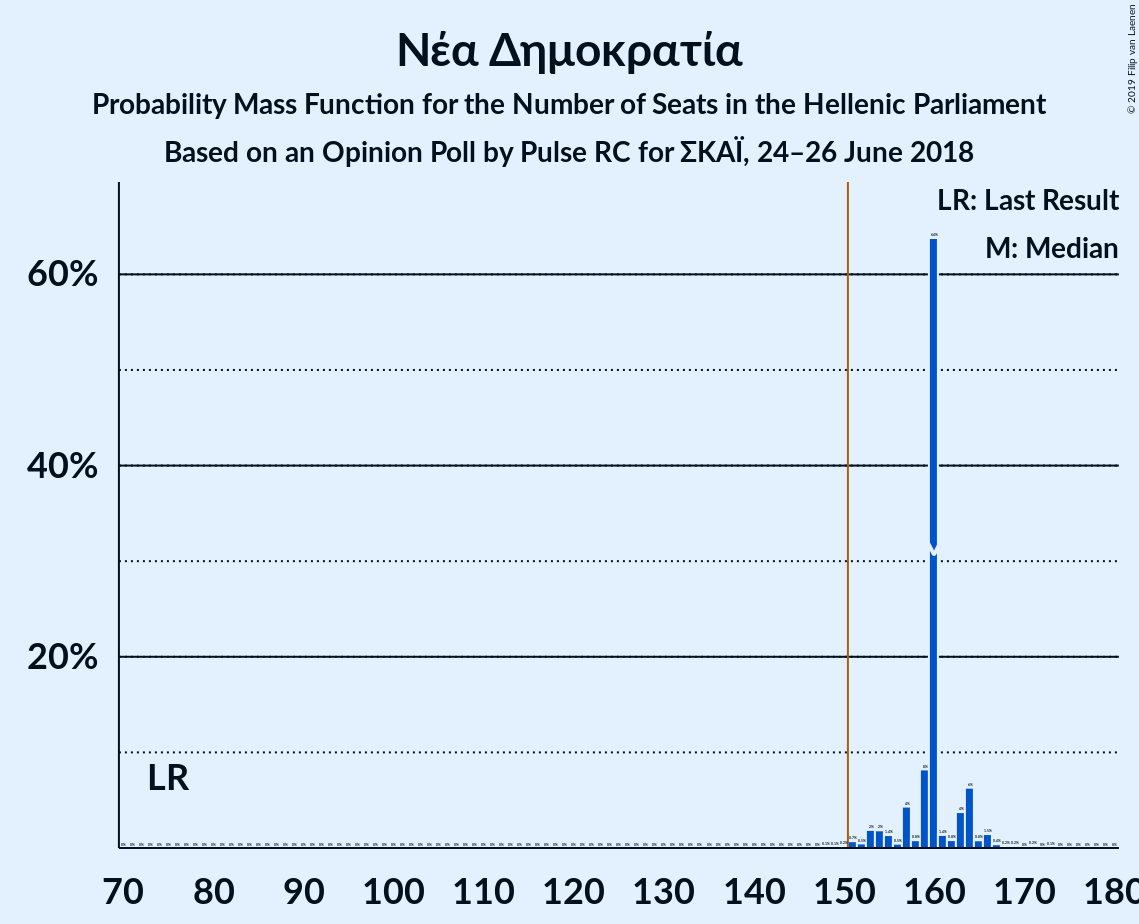 Νέα Δημοκρατία
Probability Mass Function for the Number of Seats in the Hellenic Parliament
Based on an Opinion Poll by Pulse RC for ΣΚΑΪ, 24–26 June 2018
© 2019 Filip van Laenen
LR: Last Result
M: Median
60%
40%
20%
LR
70 80 90 100 110 120 130 140 150 160 170 180